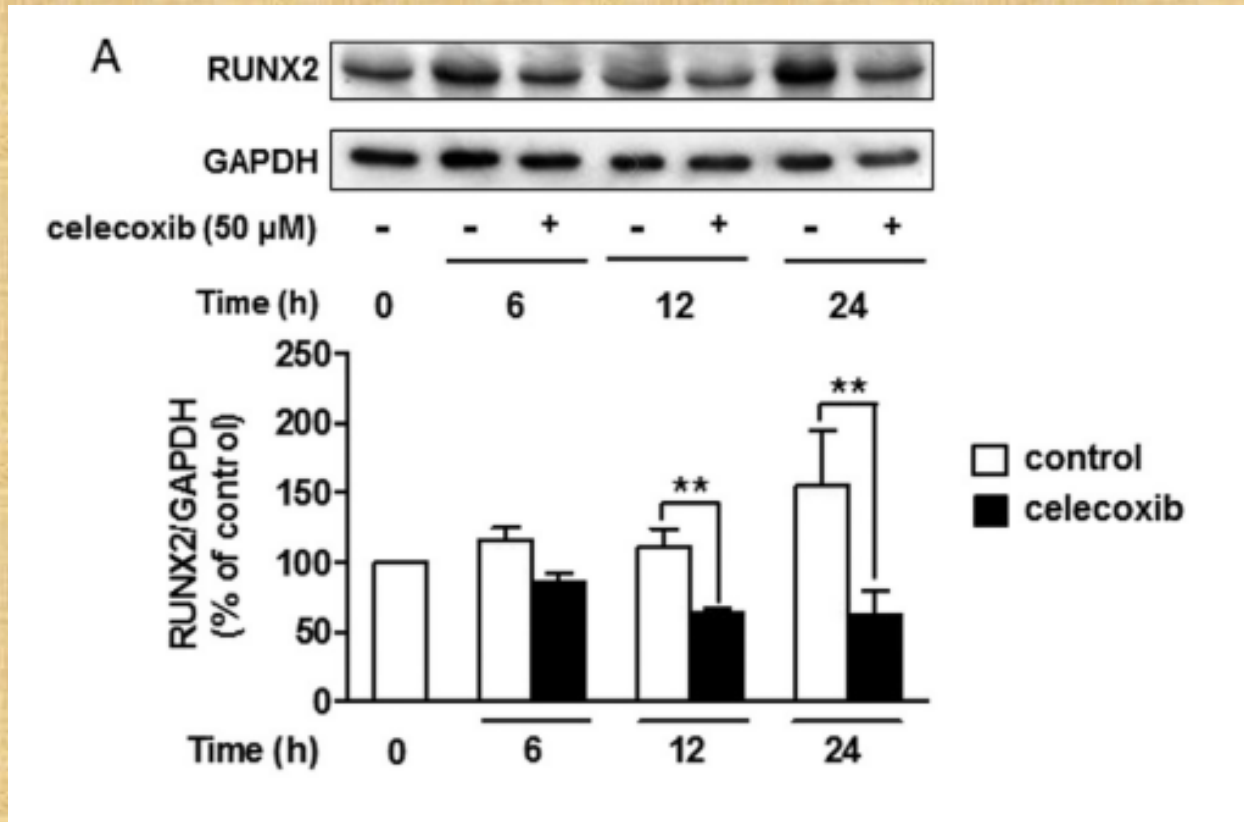 A
RUNX2
GAPDH
celecoxib (50 µM) - - + - + - +
Time (h) 0 6 12 24
RUNX2/GAPDH
(% of control)
250
200
150
100
50
0
**
**
control
celecoxib
Time (h) 0 6 12 24